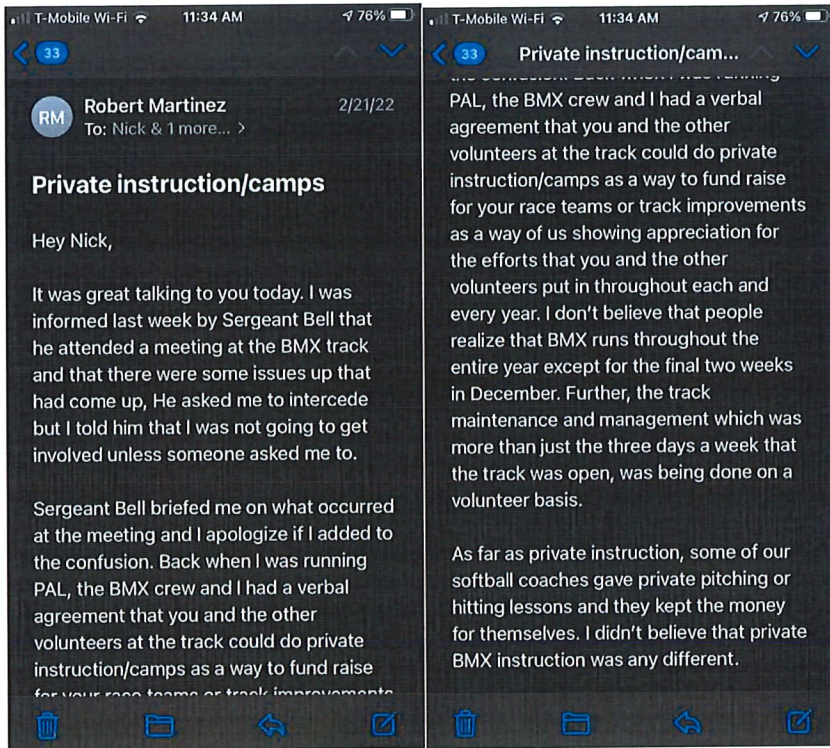 T-Mobile Wi-Fi 11:34 AM 76%
33
RM
Robert Martinez 2/21/22
To: Nick & 1 more... >
Private instruction/camps
Hey Nick,
It was great talking to you today. I was
informed last week by Sergeant Bell that
he attended a meeting at the BMX track
and that there were some issues up that
had come up, He asked me to intercede
but I told him that I was not going to get
involved unless someone asked me to.
Sergeant Bell briefed me on what occurred
at the meeting and I apologize if I added to
the confusion. Back when I was running
PAL, the BMX crew and I had a verbal
agreement that you and the other
volunteers at the track could do private
instruction/camps as a way to fund raise
for your race teams or track improvements
T-Mobile Wi-Fi 11:34 AM 76%
33 Private instruction/cam...
the confusion. Back when I was running
PAL, the BMX crew and I had a verbal
agreement that you and the other
volunteers at the track could do private
instruction/camps as a way to fund raise
for your race teams or track improvements
as a way of us showing appreciation for
the efforts that you and the other
volunteers put in throughout each and
every year. I don't believe that people
realize that BMX runs throughout the
entire year except for the final two weeks
in December. Further, the track
maintenance and management which was
more than just the three days a week that
the track was open, was being done on a
volunteer basis.
As far as private instruction, some of our
softball coaches gave private pitching or
hitting lessons and they kept the money
for themselves. I didn't believe that private
BMX instruction was any different.